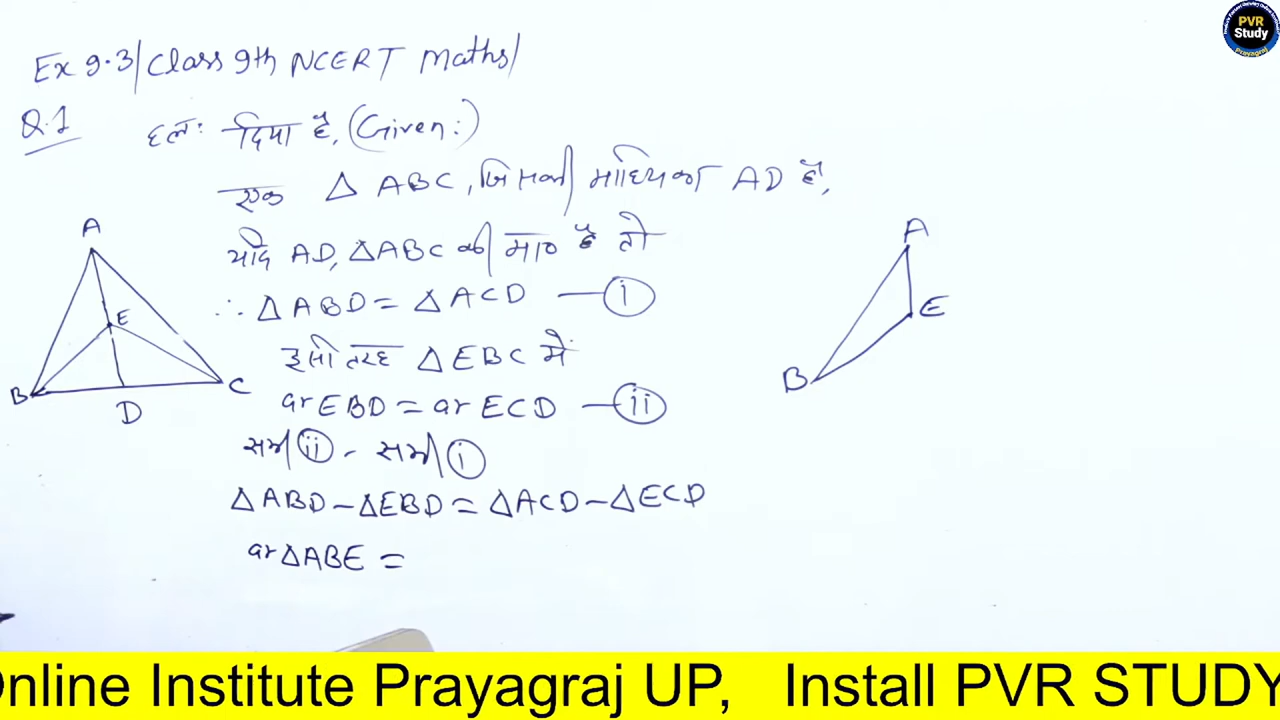 PVR
Study
Prayagraj
Ex 9.3/Class 9th NCERT Maths/
Q.1 हलः दिया है, (Given:)
एक △ ABC, जिसकी माध्यिका AD है,
यदि AD, △ABC की माध्य० है तो
∴ △ABD = △ACD — (i)
इसी तरह △EBC में
ar EBD = ar ECD — (ii)
समी (ii) - समी (i)
△ABD - △EBD = △ACD - △ECD
ar △ABE =
A
E
B
C
D
A
E
B
Online Institute Prayagraj UP, Install PVR STUDY